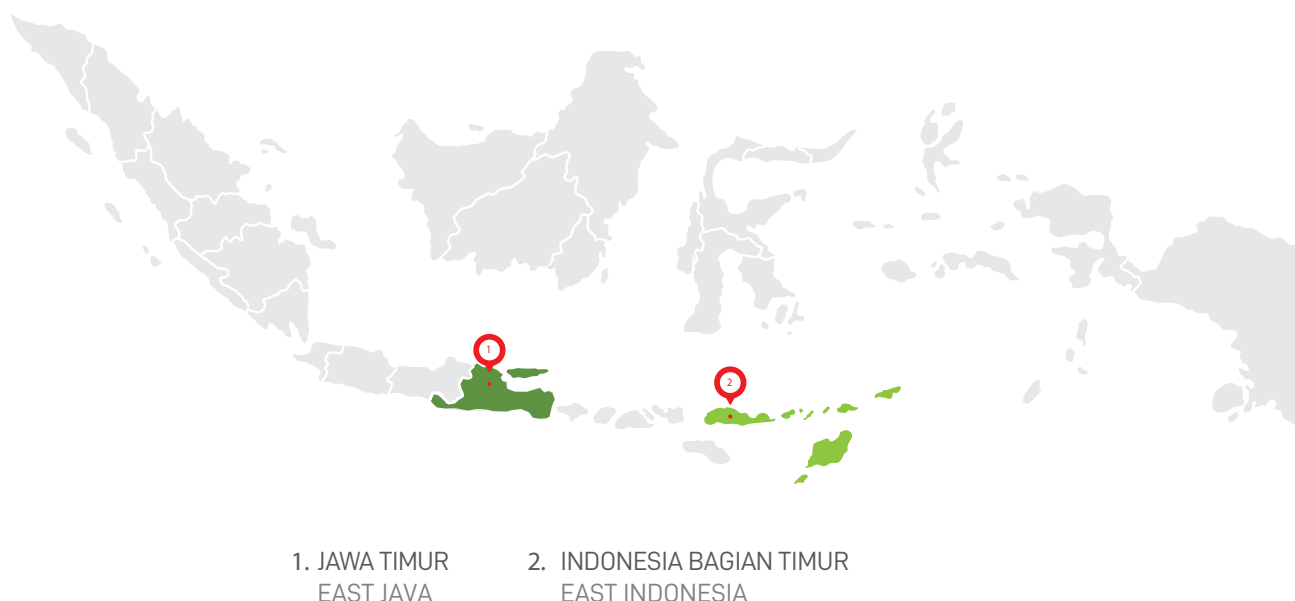 1
2
1. JAWA TIMUR
EAST JAVA
2. INDONESIA BAGIAN TIMUR
EAST INDONESIA